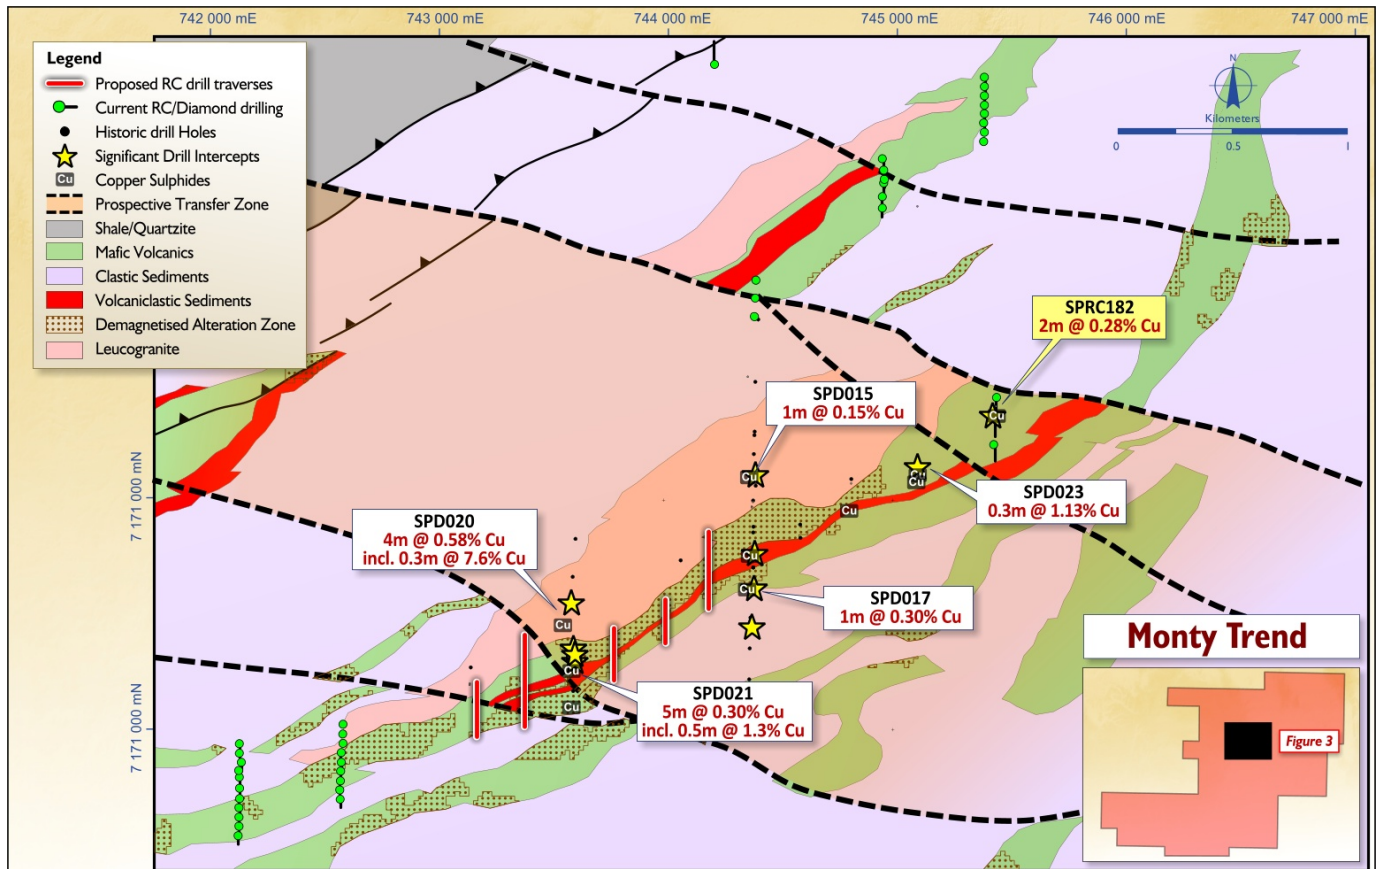 742 000 mE
743 000 mE
744 000 mE
745 000 mE
746 000 mE
747 000 mE
Legend
Proposed RC drill traverses
Current RC/Diamond drilling
Historic drill Holes
Significant Drill Intercepts
Cu Copper Sulphides
Prospective Transfer Zone
Shale/Quartzite
Mafic Volcanics
Clastic Sediments
Volcaniclastic Sediments
Demagnetised Alteration Zone
Leucogranite
N
Kilometers
0 0.5 1
SPRC182
2m @ 0.28% Cu
SPD015
1m @ 0.15% Cu
Cu
Cu
Cu
Cu
SPD023
0.3m @ 1.13% Cu
7 171 000 mN
Cu
SPD020
4m @ 0.58% Cu
incl. 0.3m @ 7.6% Cu
Cu
Cu
SPD017
1m @ 0.30% Cu
Cu
Cu
Cu
SPD021
5m @ 0.30% Cu
incl. 0.5m @ 1.3% Cu
7 171 000 mN
Monty Trend
Figure 3